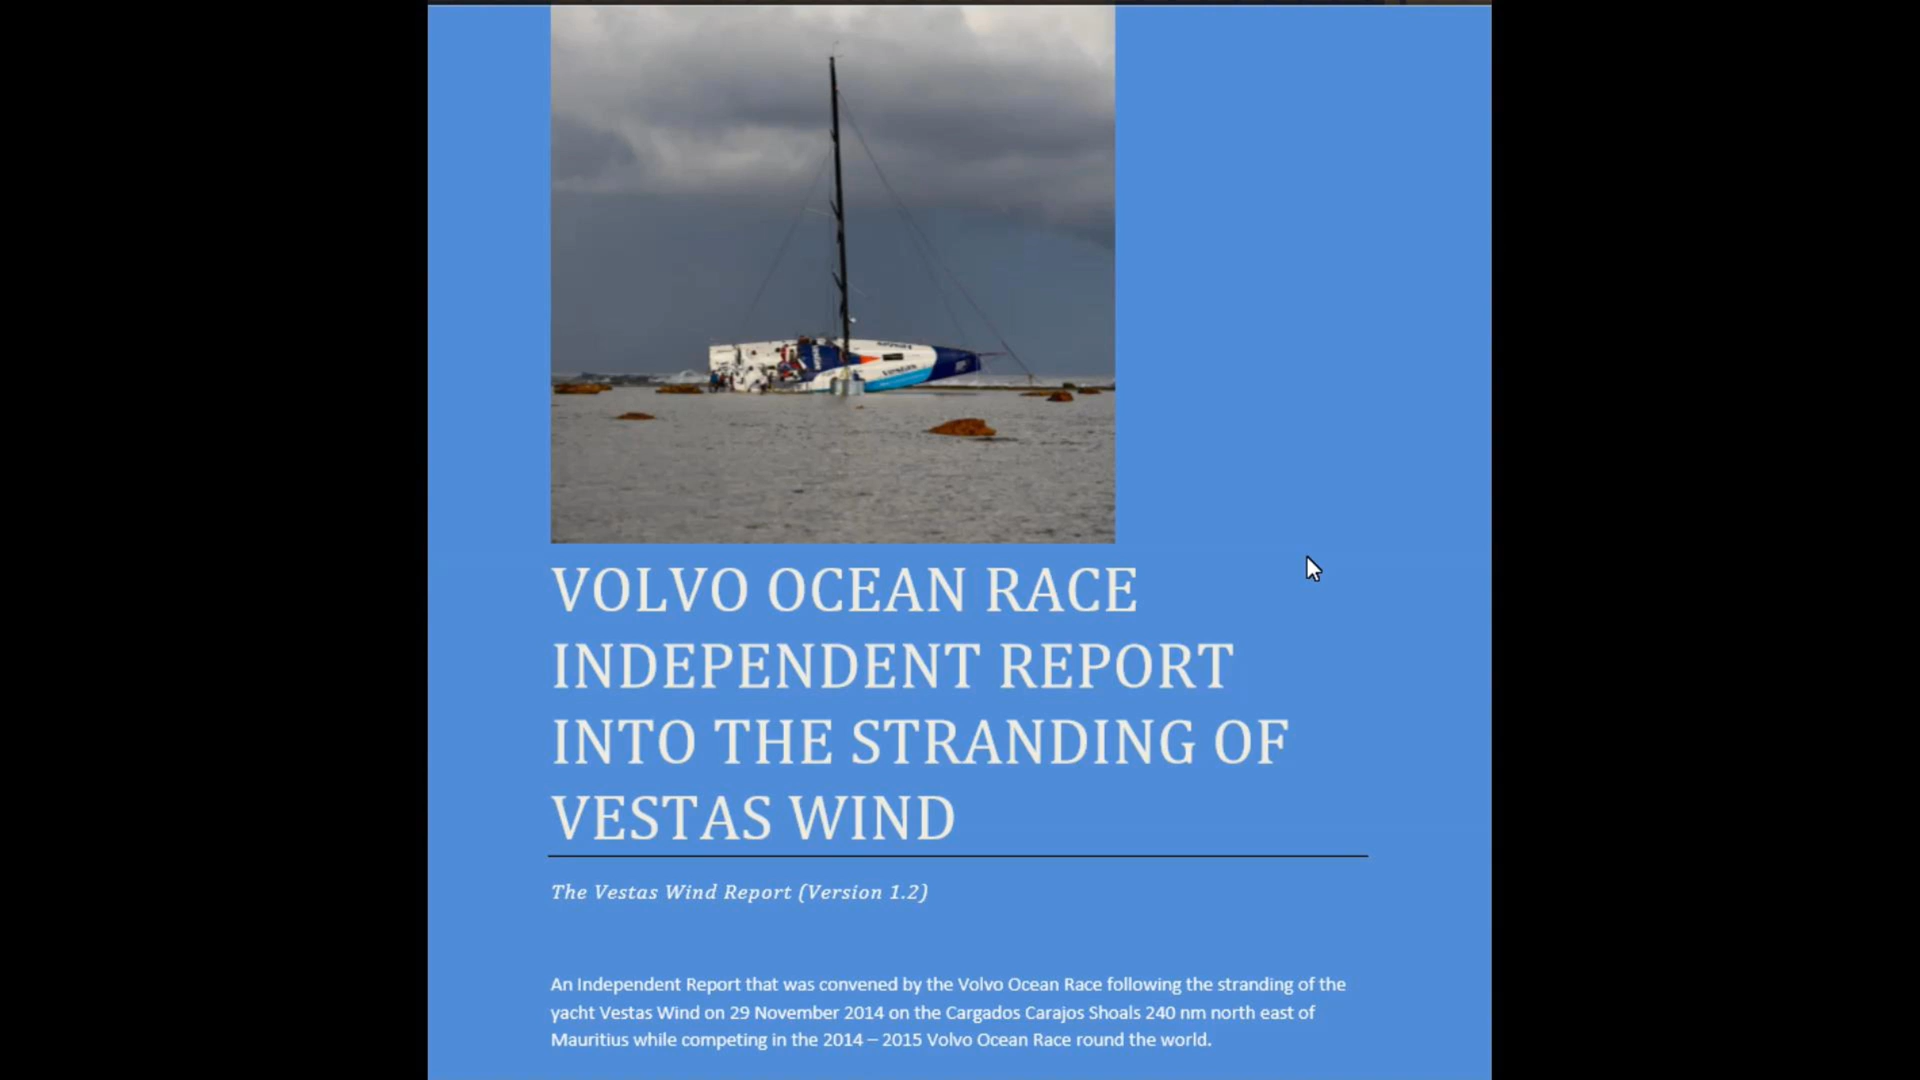 VOLVO OCEAN RACE
INDEPENDENT REPORT
INTO THE STRANDING OF
VESTAS WIND
The Vestas Wind Report (Version 1.2)
An Independent Report that was convened by the Volvo Ocean Race following the stranding of the
yacht Vestas Wind on 29 November 2014 on the Cargados Carajos Shoals 240 nm north east of
Mauritius while competing in the 2014 – 2015 Volvo Ocean Race round the world.